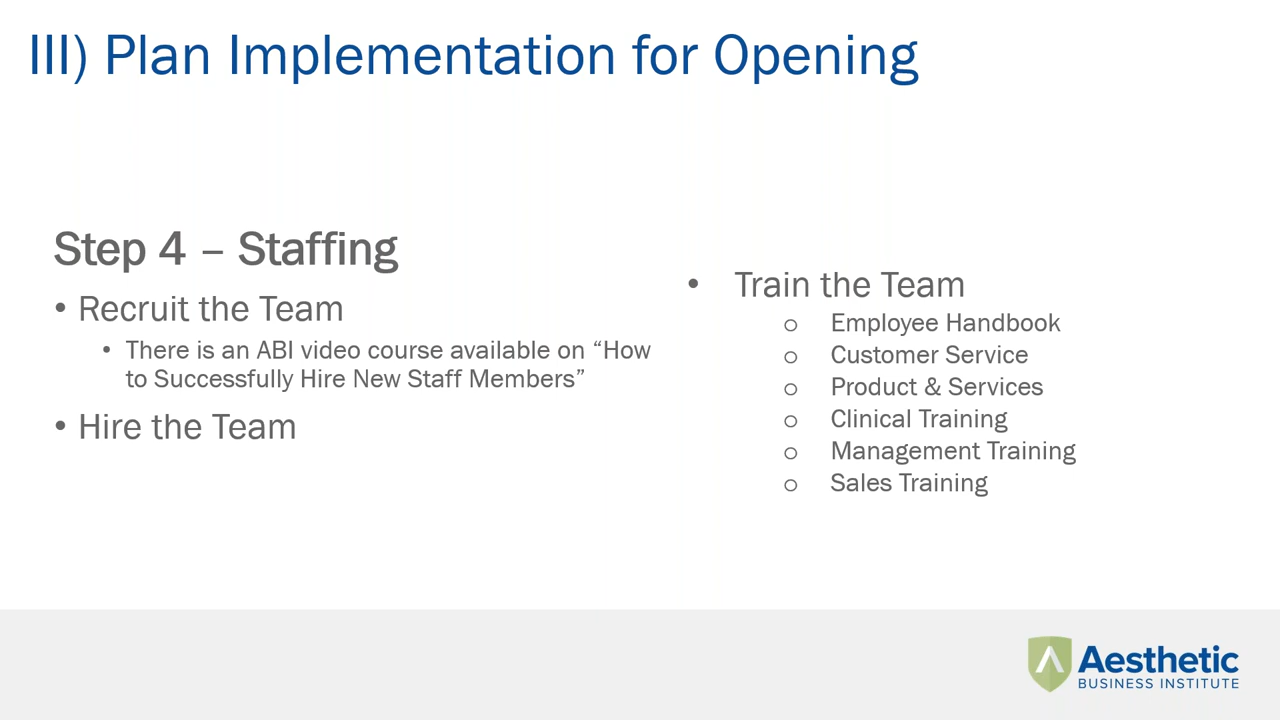 III) Plan Implementation for Opening
Step 4 – Staffing
• Recruit the Team
• There is an ABI video course available on “How
to Successfully Hire New Staff Members”
• Hire the Team
• Train the Team
o Employee Handbook
o Customer Service
o Product & Services
o Clinical Training
o Management Training
o Sales Training
Aesthetic
BUSINESS INSTITUTE